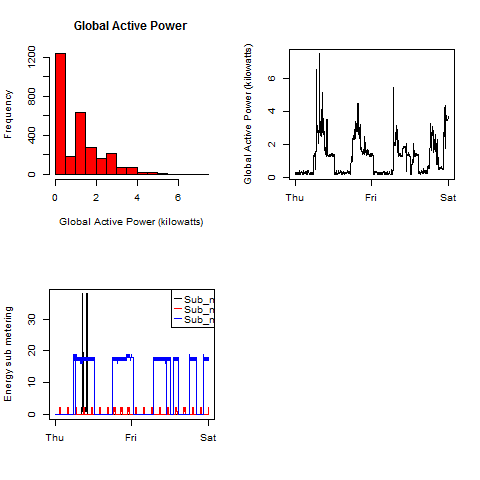 Global Active Power
Frequency
1200
800
400
0
0 2 4 6
Global Active Power (kilowatts)
Global Active Power (kilowatts)
6
4
2
0
Thu Fri Sat
Energy sub metering
30
20
10
0
Sub_m
Sub_m
Sub_m
Thu Fri Sat